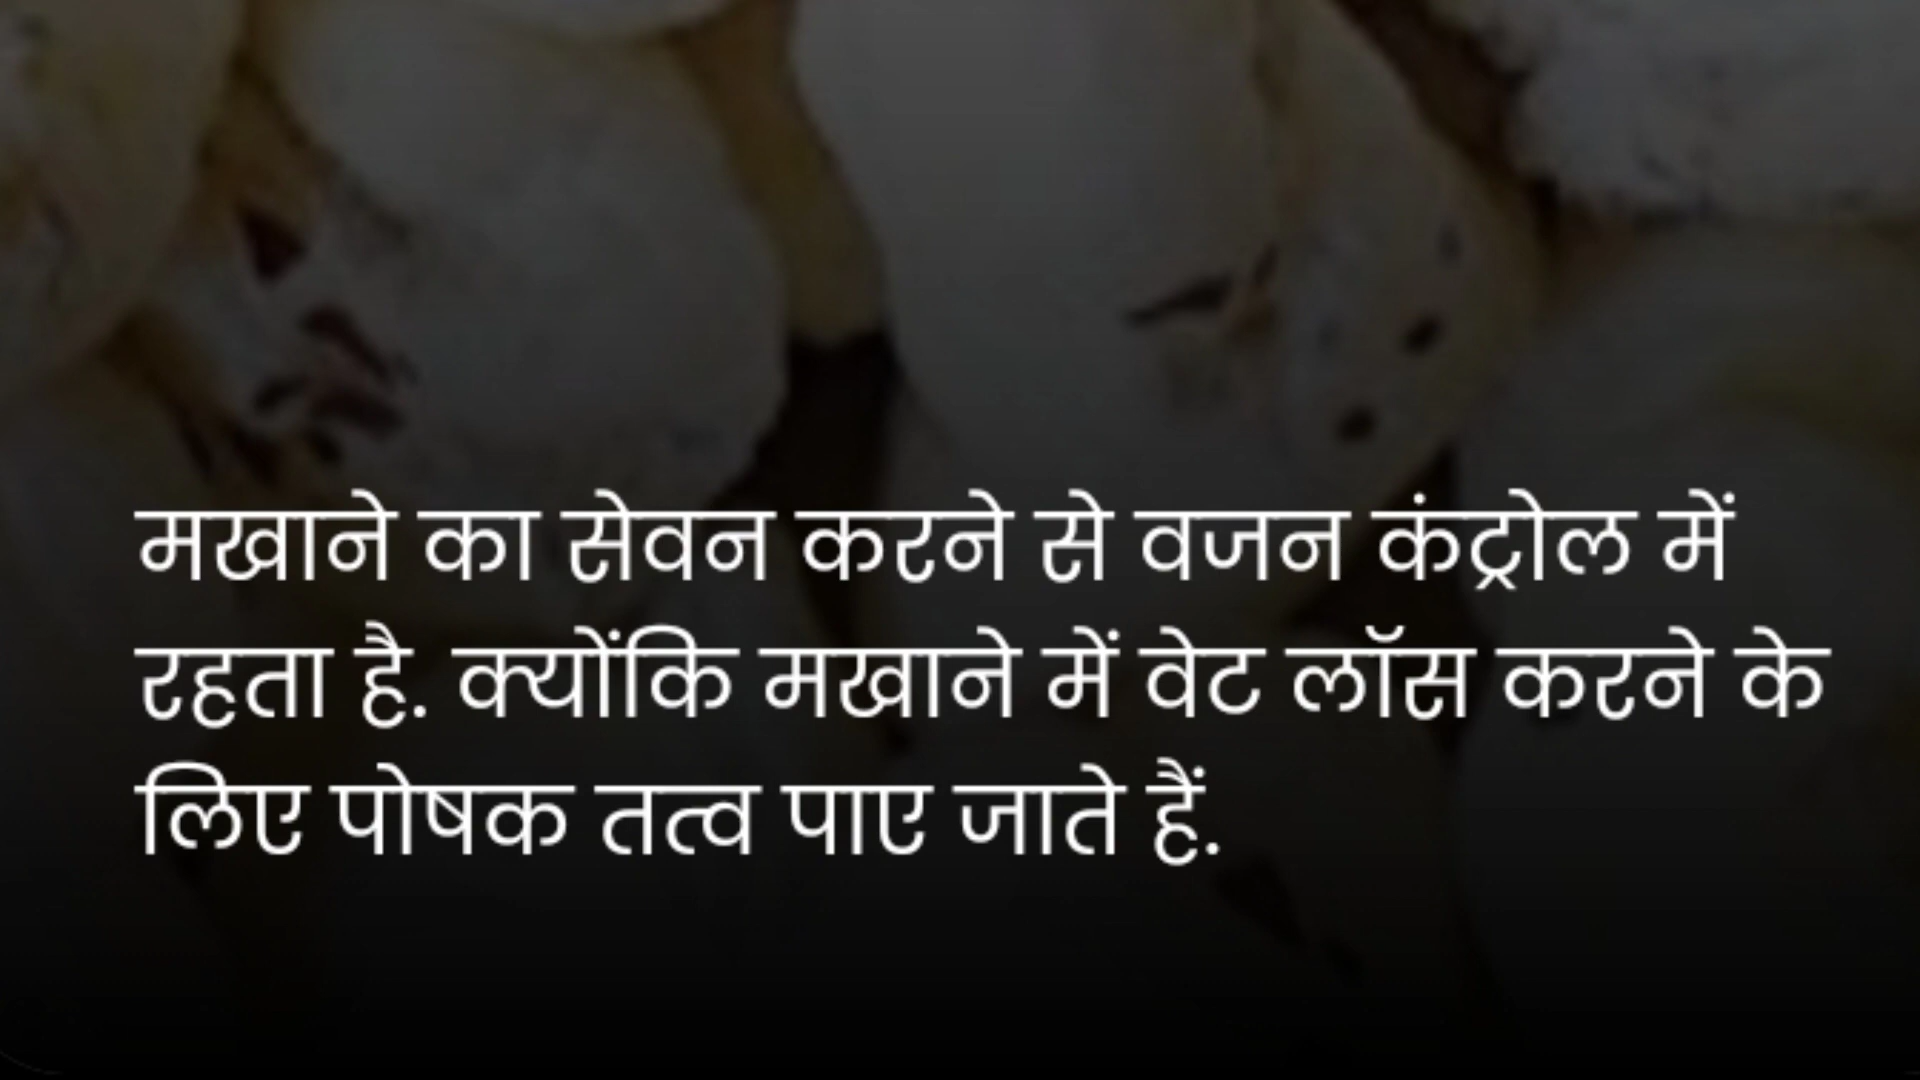 मखाने का सेवन करने से वजन कंट्रोल में
रहता है. क्योंकि मखाने में वेट लॉस करने के
लिए पोषक तत्व पाए जाते हैं.